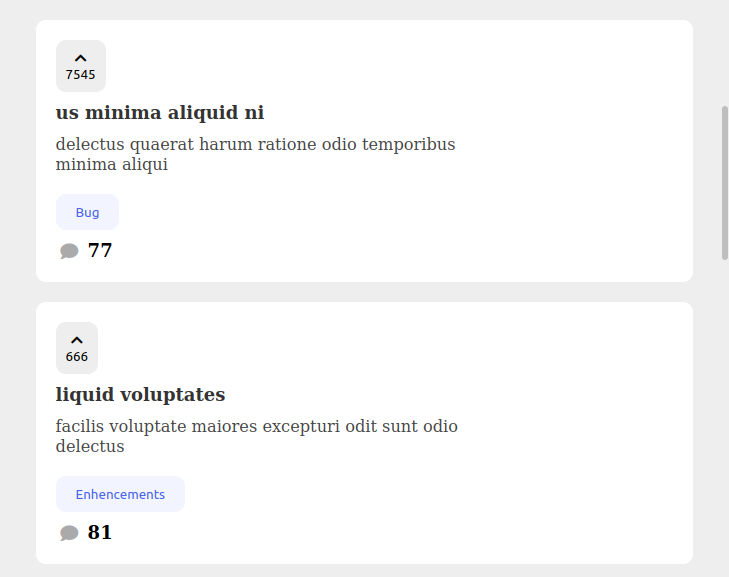 7545
us minima aliquid ni
delectus quaerat harum ratione odio temporibus
minima aliqui
Bug
77
666
liquid voluptates
facilis voluptate maiores excepturi odit sunt odio
delectus
Enhencements
81